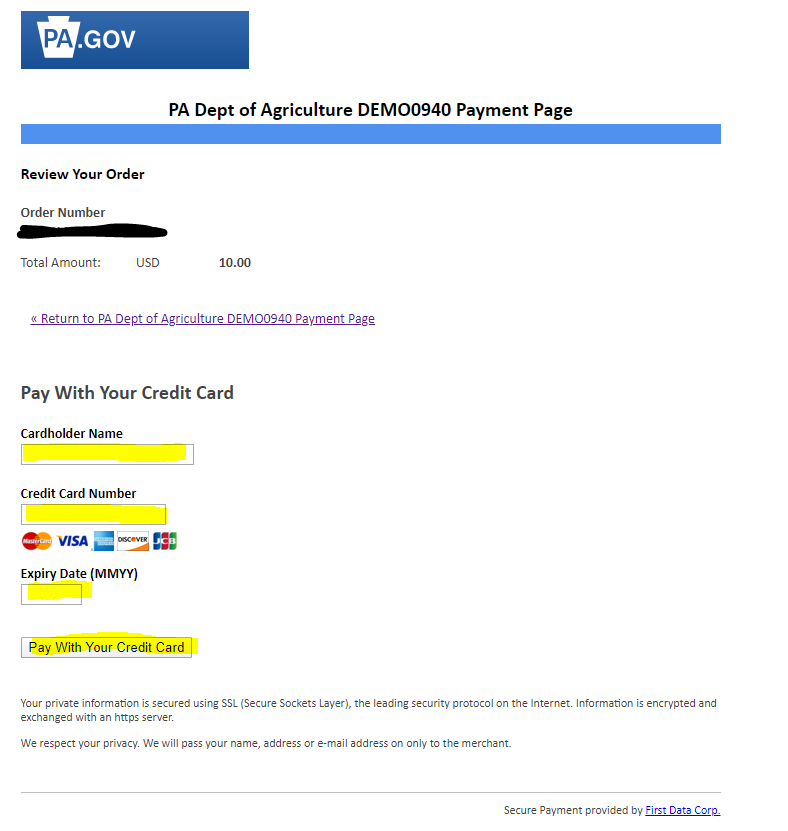 PA.GOV
PA Dept of Agriculture DEMO0940 Payment Page
Review Your Order
Order Number
Total Amount: USD 10.00
« Return to PA Dept of Agriculture DEMO0940 Payment Page
Pay With Your Credit Card
Cardholder Name
Credit Card Number
MasterCard VISA AMERICAN EXPRESS DISCOVER JCB
Expiry Date (MMYY)
Pay With Your Credit Card
Your private information is secured using SSL (Secure Sockets Layer), the leading security protocol on the Internet. Information is encrypted and
exchanged with an https server.
We respect your privacy. We will pass your name, address or e-mail address on only to the merchant.
Secure Payment provided by First Data Corp.